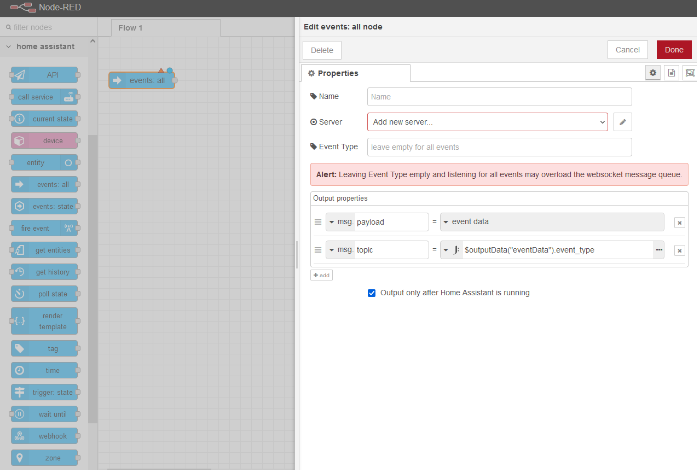 Node-RED
filter nodes
Flow 1
Edit events: all node
Delete
Cancel
Done
Properties
home assistant
API
call service
current state
device
entity
events: all
events: state
fire event
get entities
get history
poll state
render template
tag
time
trigger: state
wait until
webhook
zone
events: all
Name
Name
Server
Add new server...
Event Type
leave empty for all events
Alert: Leaving Event Type empty and listening for all events may overload the websocket message queue.
Output properties
msg. payload = event data
msg. topic = J: $outputData("eventData").event_type
add
Output only after Home Assistant is running